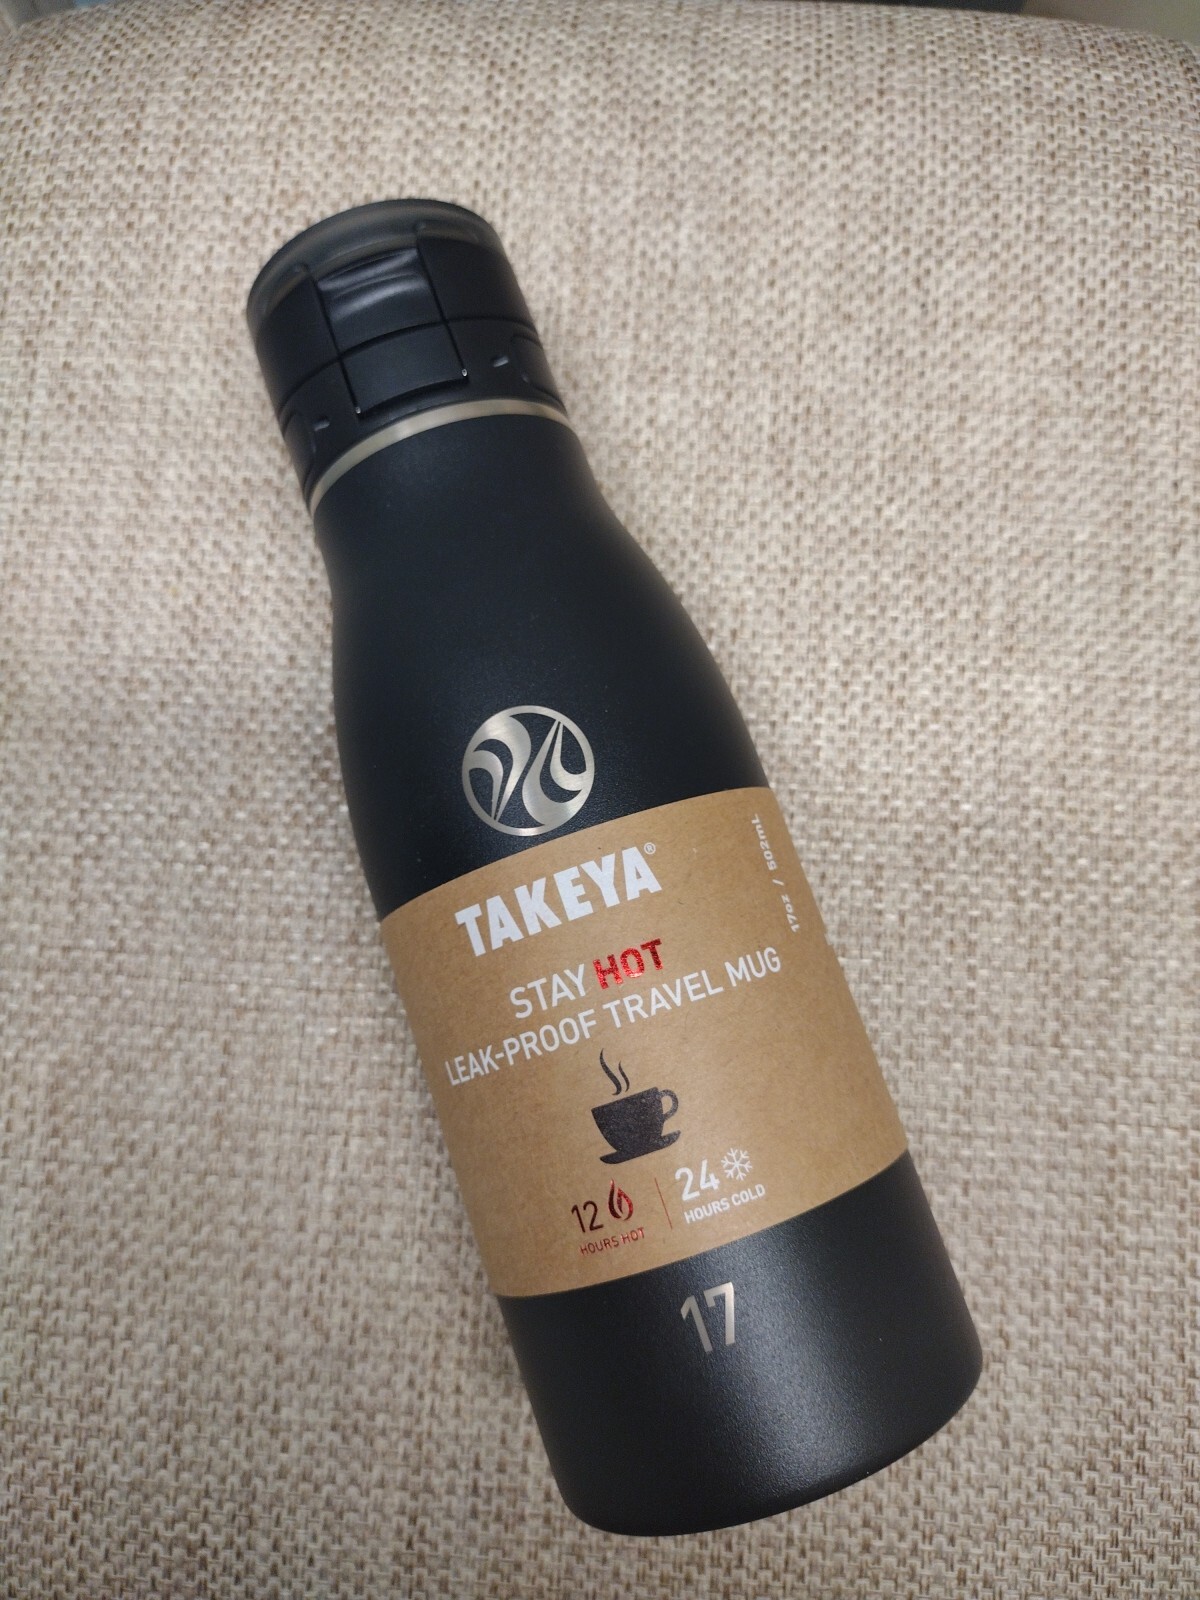 TAKEYA®
17oz / 502mL
STAY HOT
LEAK-PROOF TRAVEL MUG
12
HOURS HOT
24
HOURS COLD
17